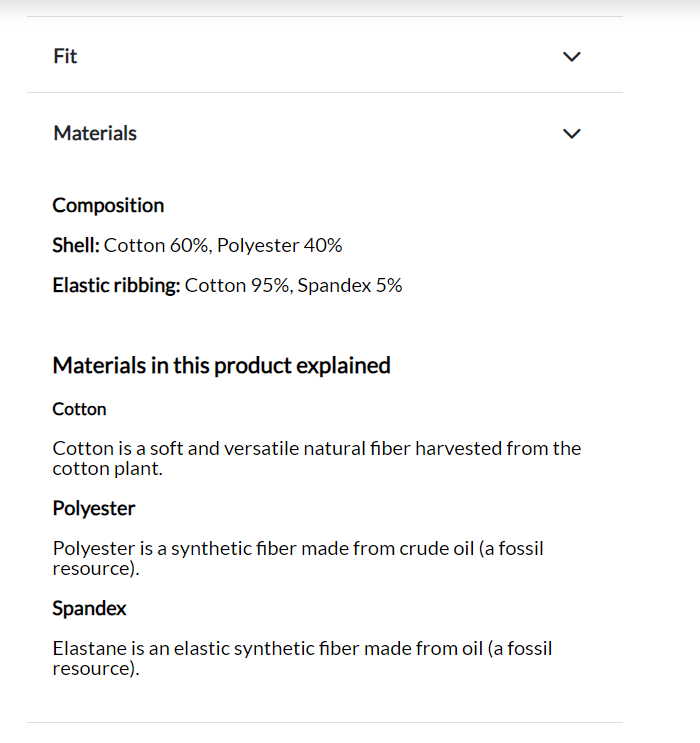 Fit
Materials
Composition
Shell: Cotton 60%, Polyester 40%
Elastic ribbing: Cotton 95%, Spandex 5%
Materials in this product explained
Cotton
Cotton is a soft and versatile natural fiber harvested from the
cotton plant.
Polyester
Polyester is a synthetic fiber made from crude oil (a fossil
resource).
Spandex
Elastane is an elastic synthetic fiber made from oil (a fossil
resource).